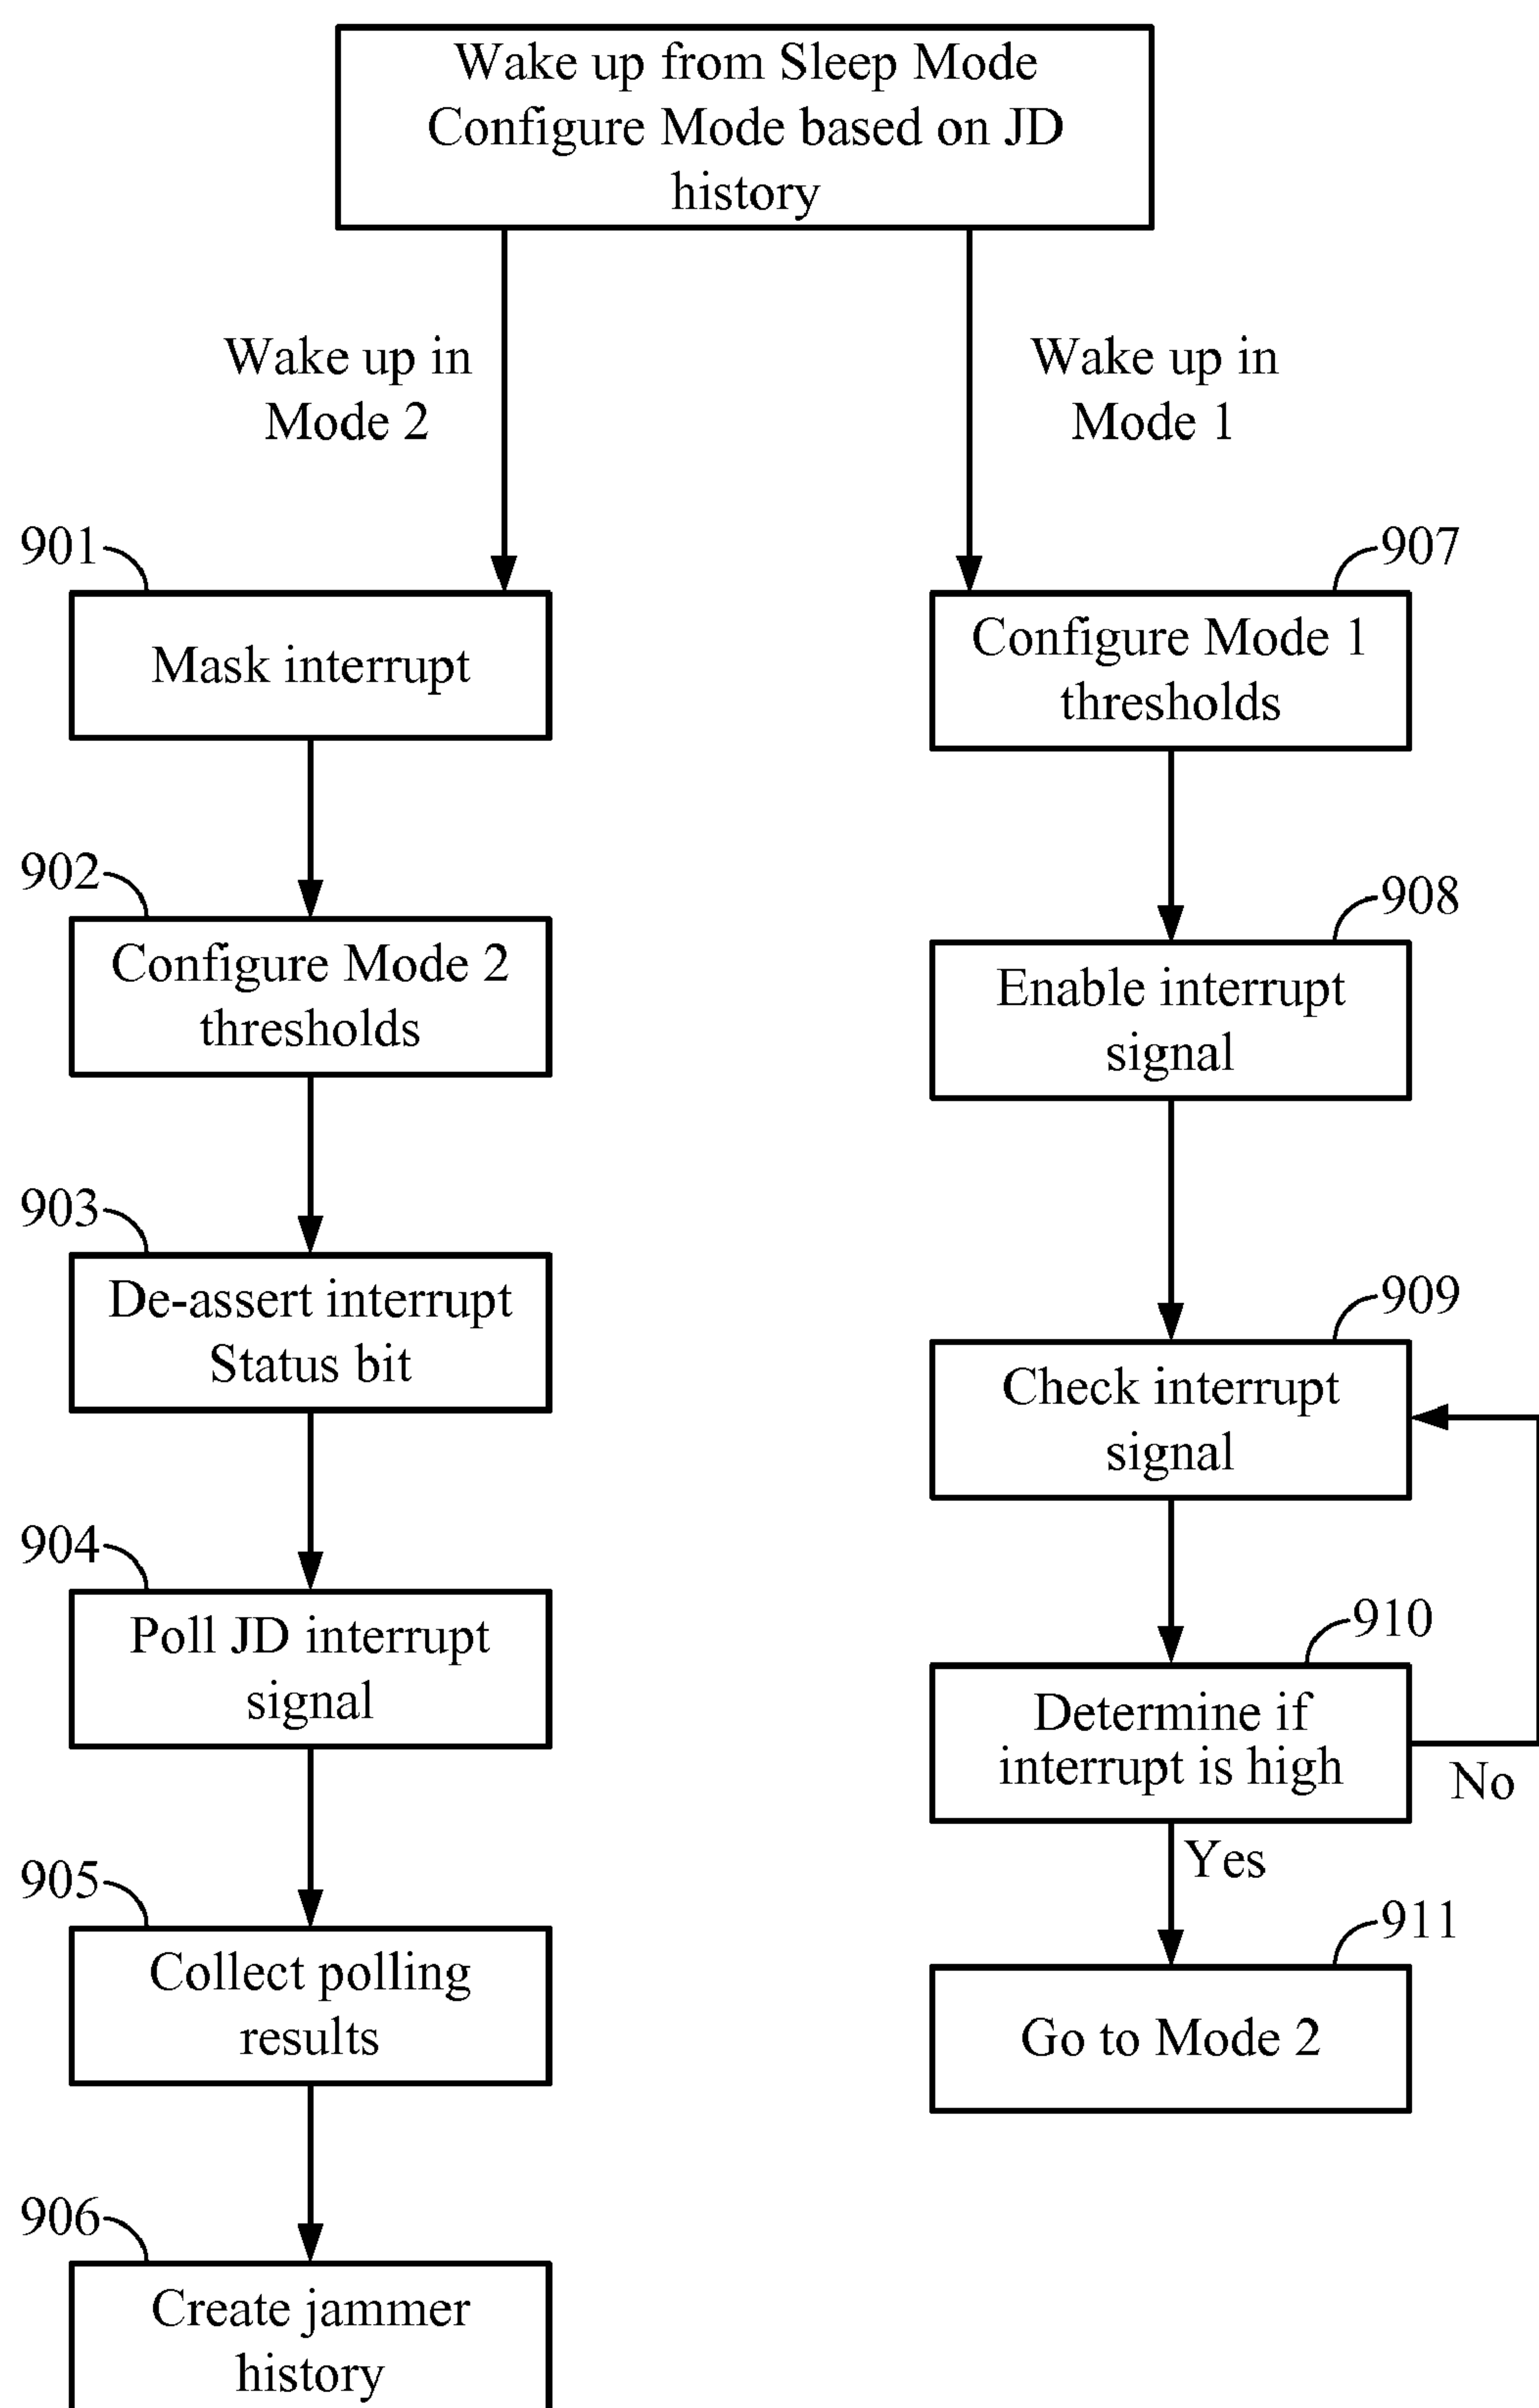 Wake up from Sleep Mode
Configure Mode based on JD
history
Wake up in
Mode 2
Wake up in
Mode 1
901
Mask interrupt
902
Configure Mode 2
thresholds
903
De-assert interrupt
Status bit
904
Poll JD interrupt
signal
905
Collect polling
results
906
Create jammer
history
907
Configure Mode 1
thresholds
908
Enable interrupt
signal
909
Check interrupt
signal
910
Determine if
interrupt is high
No
Yes
911
Go to Mode 2